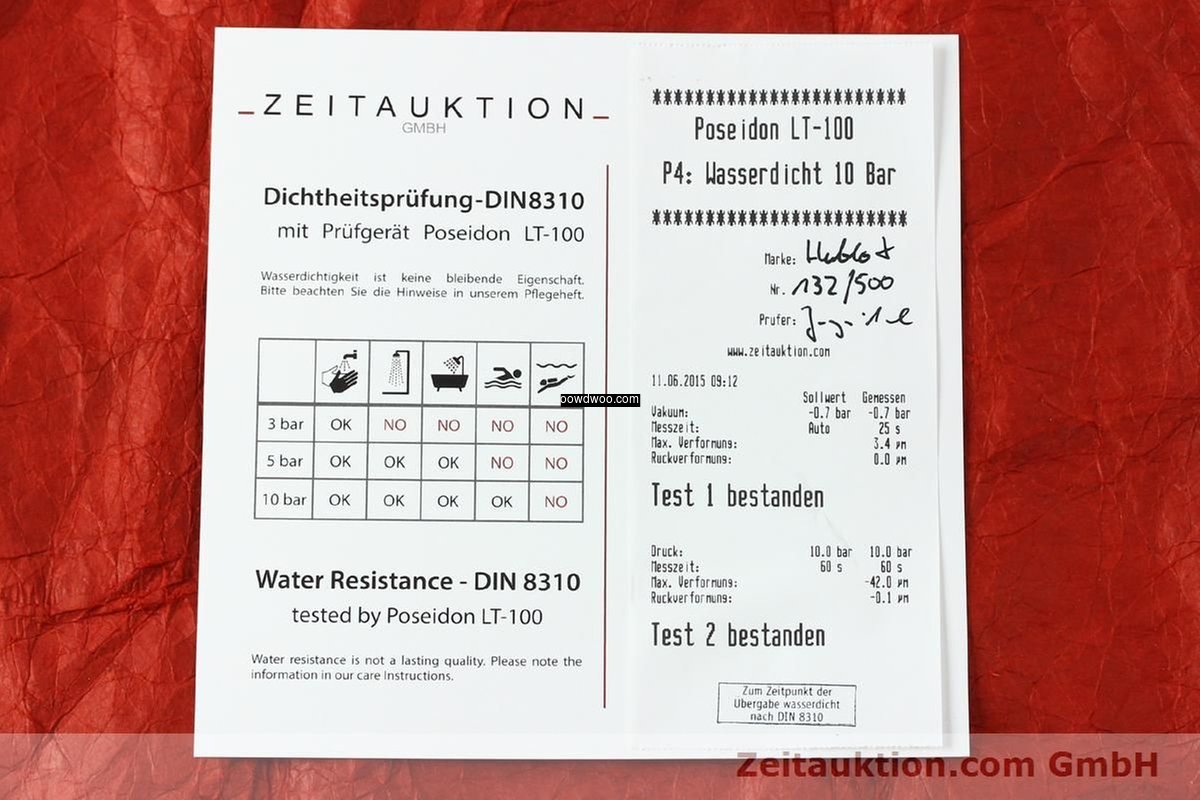 _ZEITAUKTION_
GMBH
Dichtheitsprüfung-DIN8310
mit Prüfgerät Poseidon LT-100
Wasserdichtigkeit ist keine bleibende Eigenschaft.
Bitte beachten Sie die Hinweise in unserem Pflegeheft.
3 bar OK NO NO NO NO
5 bar OK OK OK NO NO
10 bar OK OK OK OK NO
Water Resistance - DIN 8310
tested by Poseidon LT-100
Water resistance is not a lasting quality. Please note the
information in our care Instructions.
************************
Poseidon LT-100
P4: Wasserdicht 10 Bar
************************
Marke: Hublot
Nr. 132/500
Prufer:
www.zeitauktion.com
11.06.2015 09:12
Sollwert Gemessen
Vakuum: -0.7 bar -0.7 bar
Messzeit: Auto 25 s
Max. Verformung: 3.4 µm
Ruckverformung: 0.0 µm
Test 1 bestanden
Druck: 10.0 bar 10.0 bar
Messzeit: 60 s 60 s
Max. Verformung: -42.0 µm
Ruckverformung: -0.1 µm
Test 2 bestanden
Zum Zeitpunkt der
Übergabe wasserdicht
nach DIN 8310
powdwoo.com
Zeitauktion.com GmbH